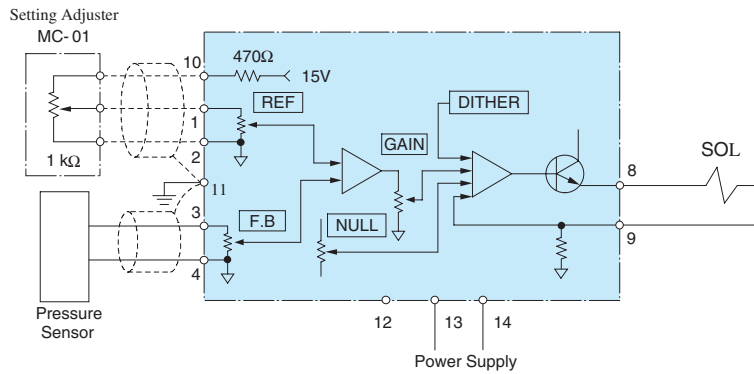 Setting Adjuster
MC-01
10
470Ω
15V
REF
DITHER
1
GAIN
2
1 kΩ
8
SOL
11
3
F.B
NULL
9
4
Pressure
Sensor
12
13
14
Power Supply